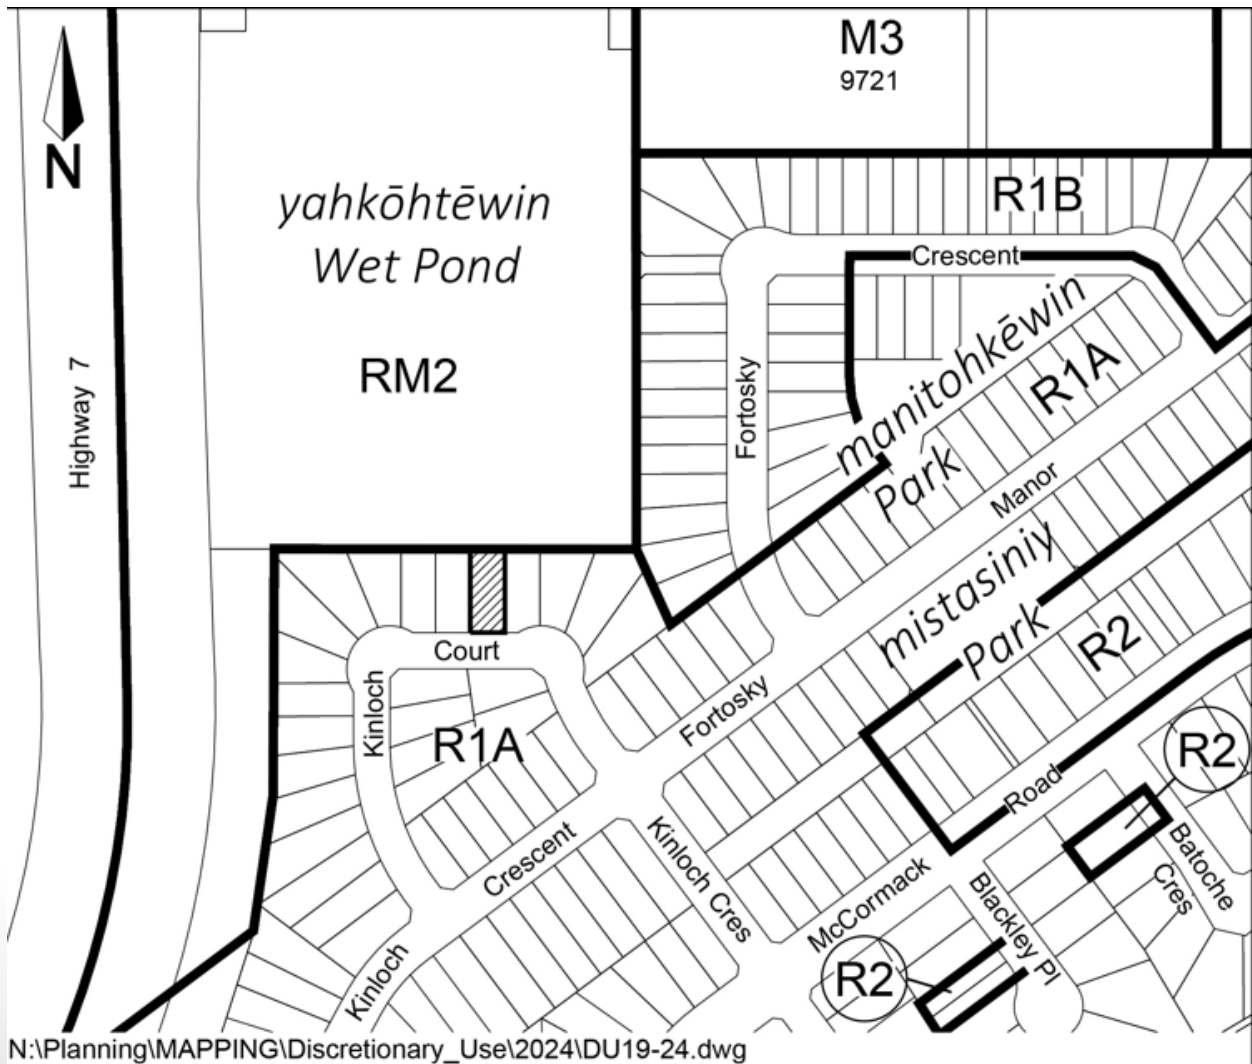 M3
9721
N
yahkōhtēwin
Wet Pond
R1B
Crescent
RM2
Highway 7
Fortosky
manitohkēwin
Park
R1A
Manor
mistasiniy
Park
R2
Court
Kinloch
R1A
Fortosky
Road
R2
Crescent
Kinloch Cres
McCormack
Batoche
Cres
Blackley Pl
R2
Kinloch
N:\Planning\MAPPING\Discretionary_Use\2024\DU19-24.dwg